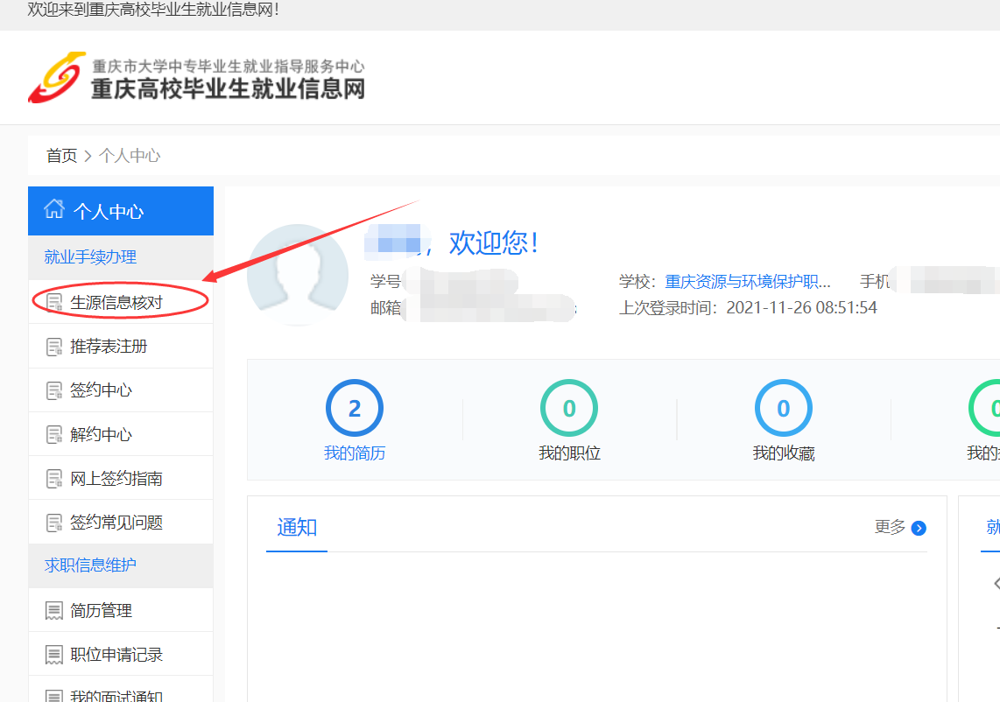 欢迎来到重庆高校毕业生就业信息网！
重庆市大学中专毕业生就业指导服务中心
重庆高校毕业生就业信息网
首页 > 个人中心
个人中心
就业手续办理
生源信息核对
推荐表注册
签约中心
解约中心
网上签约指南
签约常见问题
求职信息维护
简历管理
职位申请记录
我的面试通知
，欢迎您！
学号
学校：重庆资源与环境保护职...
手机
邮箱
上次登录时间：2021-11-26 08:51:54
2
我的简历
0
我的职位
0
我的收藏
0
我的
通知
更多
就